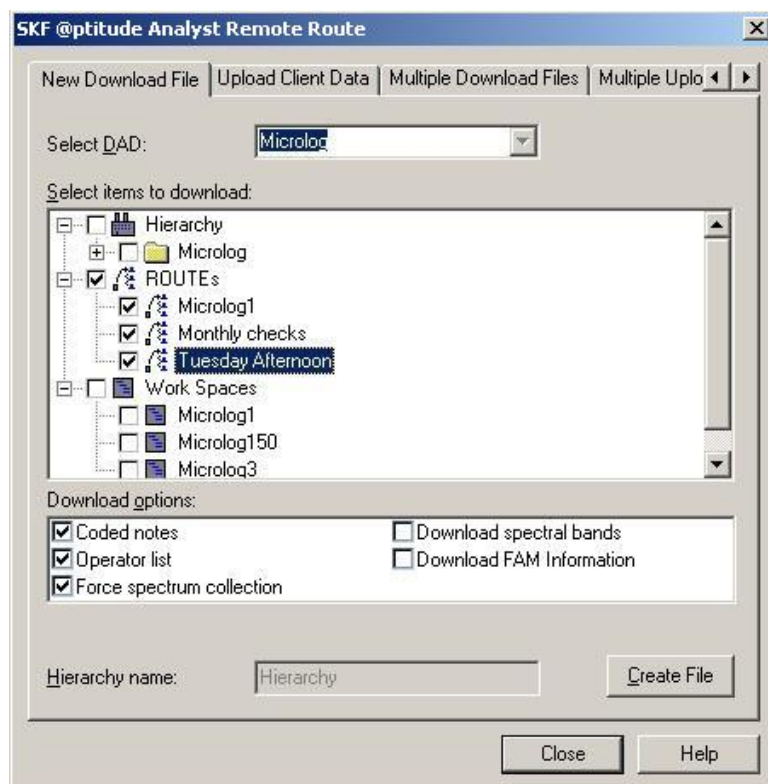 SKF @ptitude Analyst Remote Route
New Download File Upload Client Data Multiple Download Files Multiple Uplo
Select DAD: Microlog
Select items to download:
Hierarchy
Microlog
ROUTEs
Microlog1
Monthly checks
Tuesday Afternoon
Work Spaces
Microlog1
Microlog150
Microlog3
Download options:
Coded notes Download spectral bands
Operator list Download FAM Information
Force spectrum collection
Hierarchy name: Hierarchy Create File
Close Help